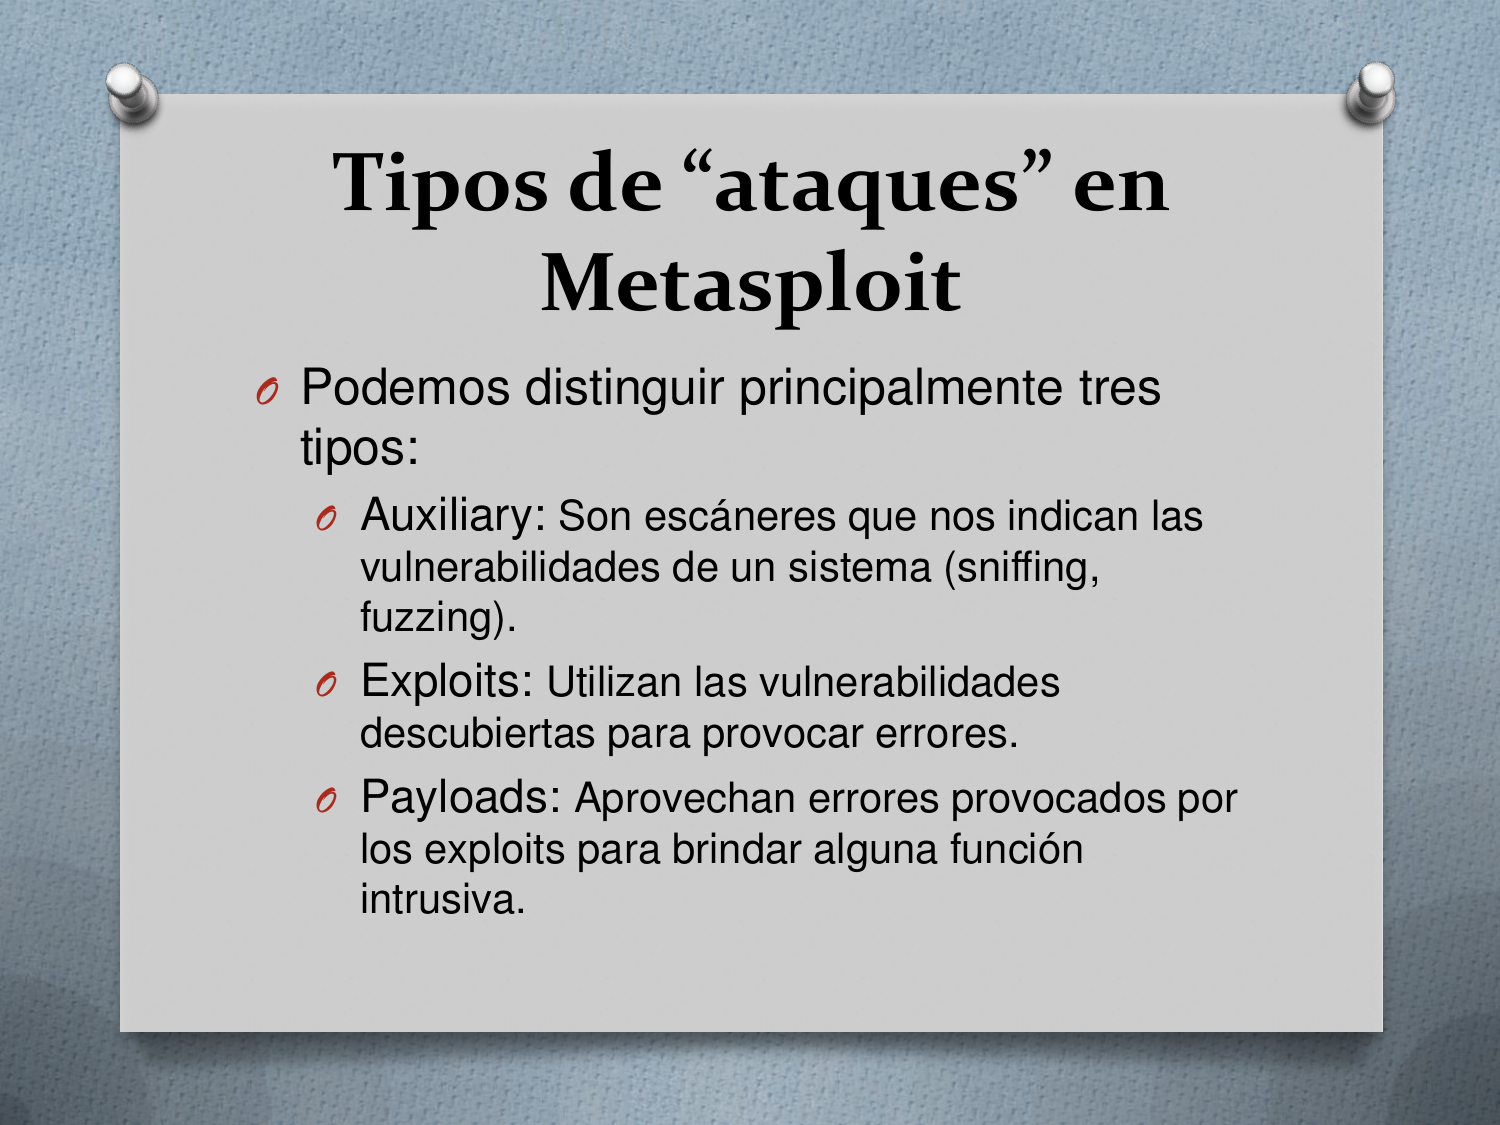 Tipos de “ataques” en
Metasploit
Podemos distinguir principalmente tres
tipos:
Auxiliary: Son escáneres que nos indican las
vulnerabilidades de un sistema (sniffing,
fuzzing).
Exploits: Utilizan las vulnerabilidades
descubiertas para provocar errores.
Payloads: Aprovechan errores provocados por
los exploits para brindar alguna función
intrusiva.